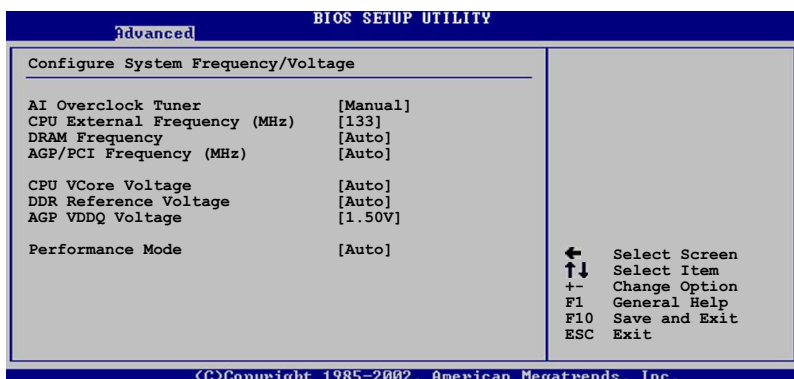 BIOS SETUP UTILITY
Advanced
Configure System Frequency/Voltage
AI Overclock Tuner [Manual]
CPU External Frequency (MHz) [133]
DRAM Frequency [Auto]
AGP/PCI Frequency (MHz) [Auto]
CPU VCore Voltage [Auto]
DDR Reference Voltage [Auto]
AGP VDDQ Voltage [1.50V]
Performance Mode [Auto]
← Select Screen
↑↓ Select Item
+- Change Option
F1 General Help
F10 Save and Exit
ESC Exit
(C)Copyright 1985-2002, American Megatrends, Inc.